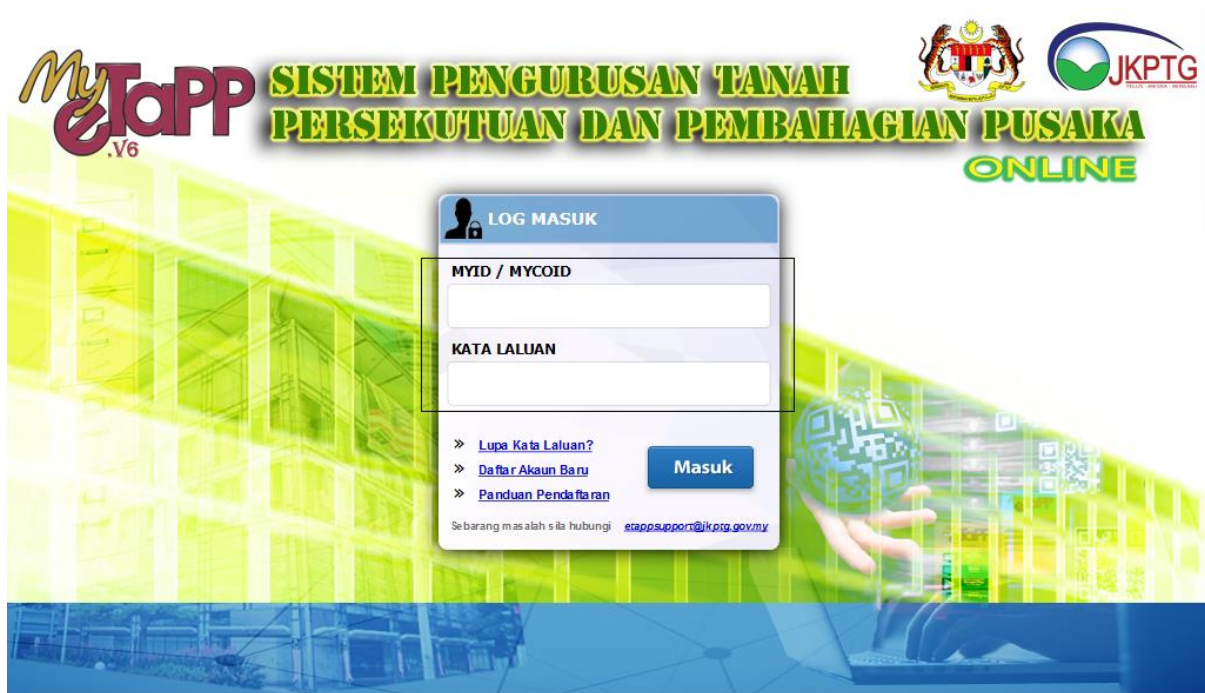 MyeTaPP
.V6
SISTEM PENGURUSAN TANAH
PERSEKUTUAN DAN PEMBAHAGIAN PUSAKA
ONLINE
JKPTG
LOG MASUK
MYID / MYCOID
KATA LALUAN
» Lupa Kata Laluan?
» Daftar Akaun Baru
» Panduan Pendaftaran
Masuk
Sebarang masalah sila hubungi etappsupport@jkptg.gov.my